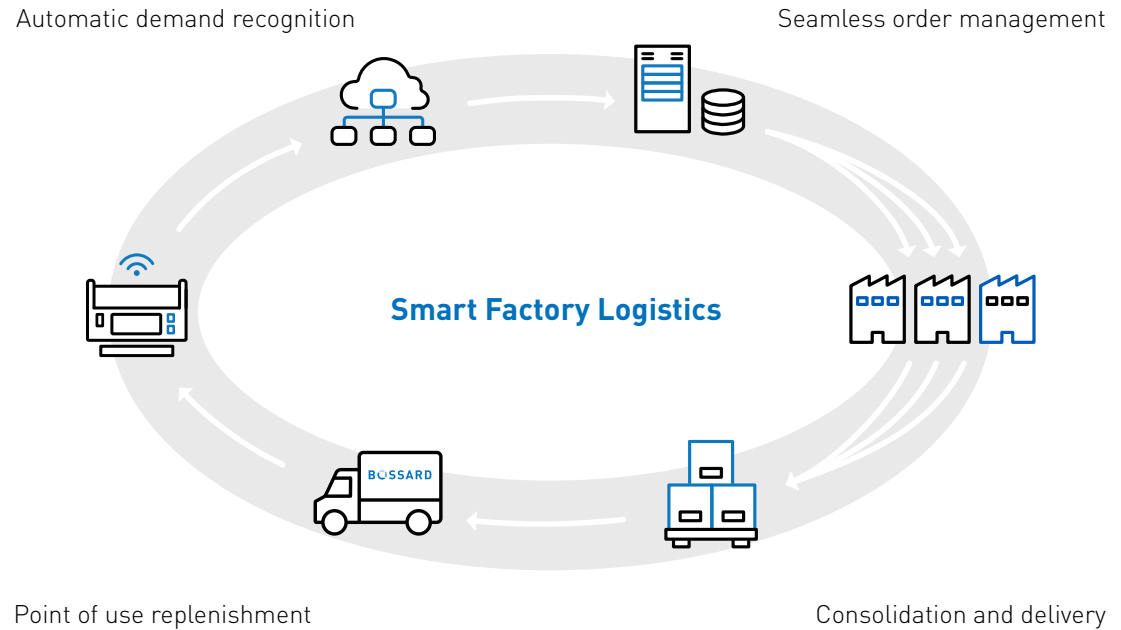 Automatic demand recognition
Seamless order management
Smart Factory Logistics
BOSSARD
Point of use replenishment
Consolidation and delivery